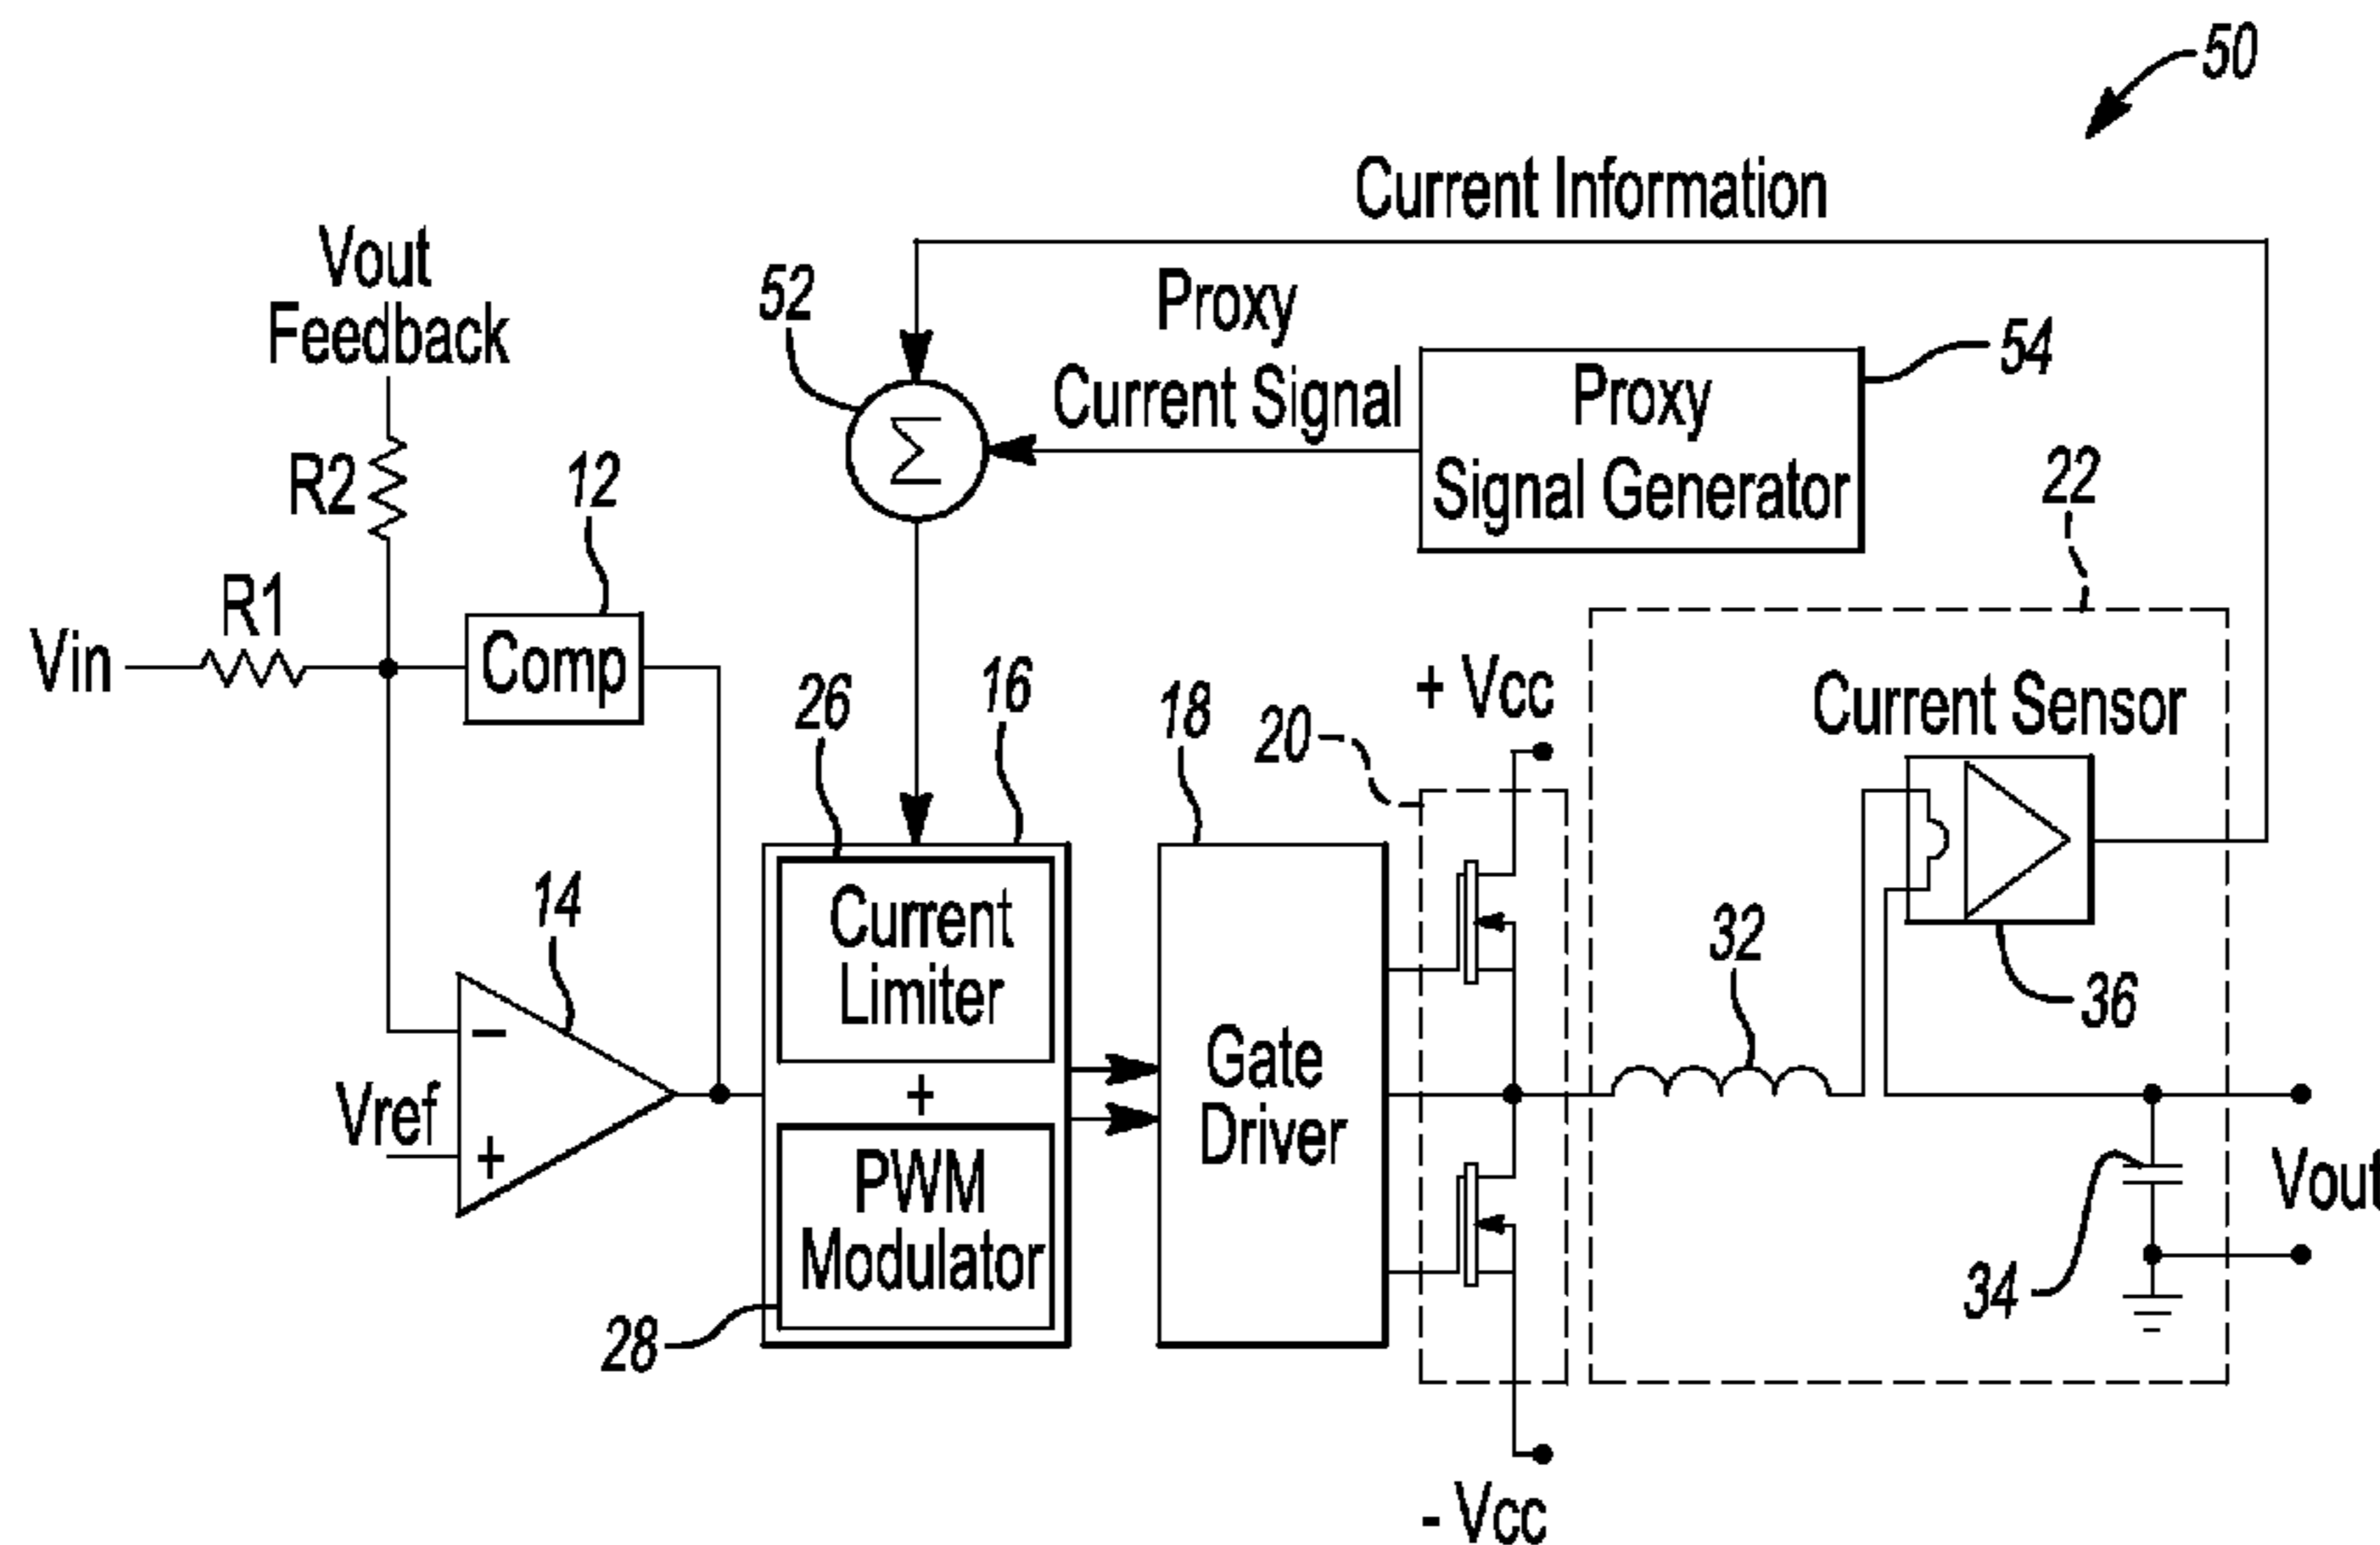 50
Current Information
Vout
Feedback
52
Proxy
Current Signal
Σ
Proxy
Signal Generator
54
R2
12
22
R1
Vin
Comp
26
16
18
20
+ Vcc
Current Sensor
14
Current
Limiter
32
36
−
Vref
+
+
Gate
Driver
PWM
Modulator
Vout
34
28
- Vcc